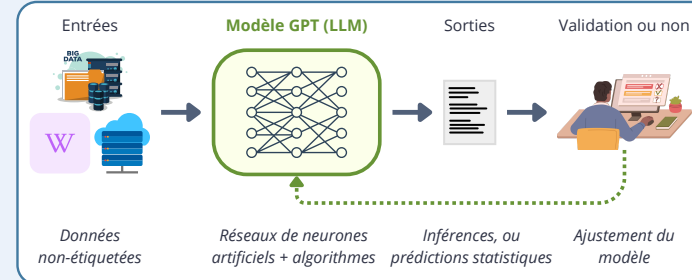 Entrées
Modèle GPT (LLM)
Sorties
Validation ou non
BIG
DATA
W
Données
non-étiquetées
Réseaux de neurones
artificiels + algorithmes
Inférences, ou
prédictions statistiques
Ajustement du
modèle